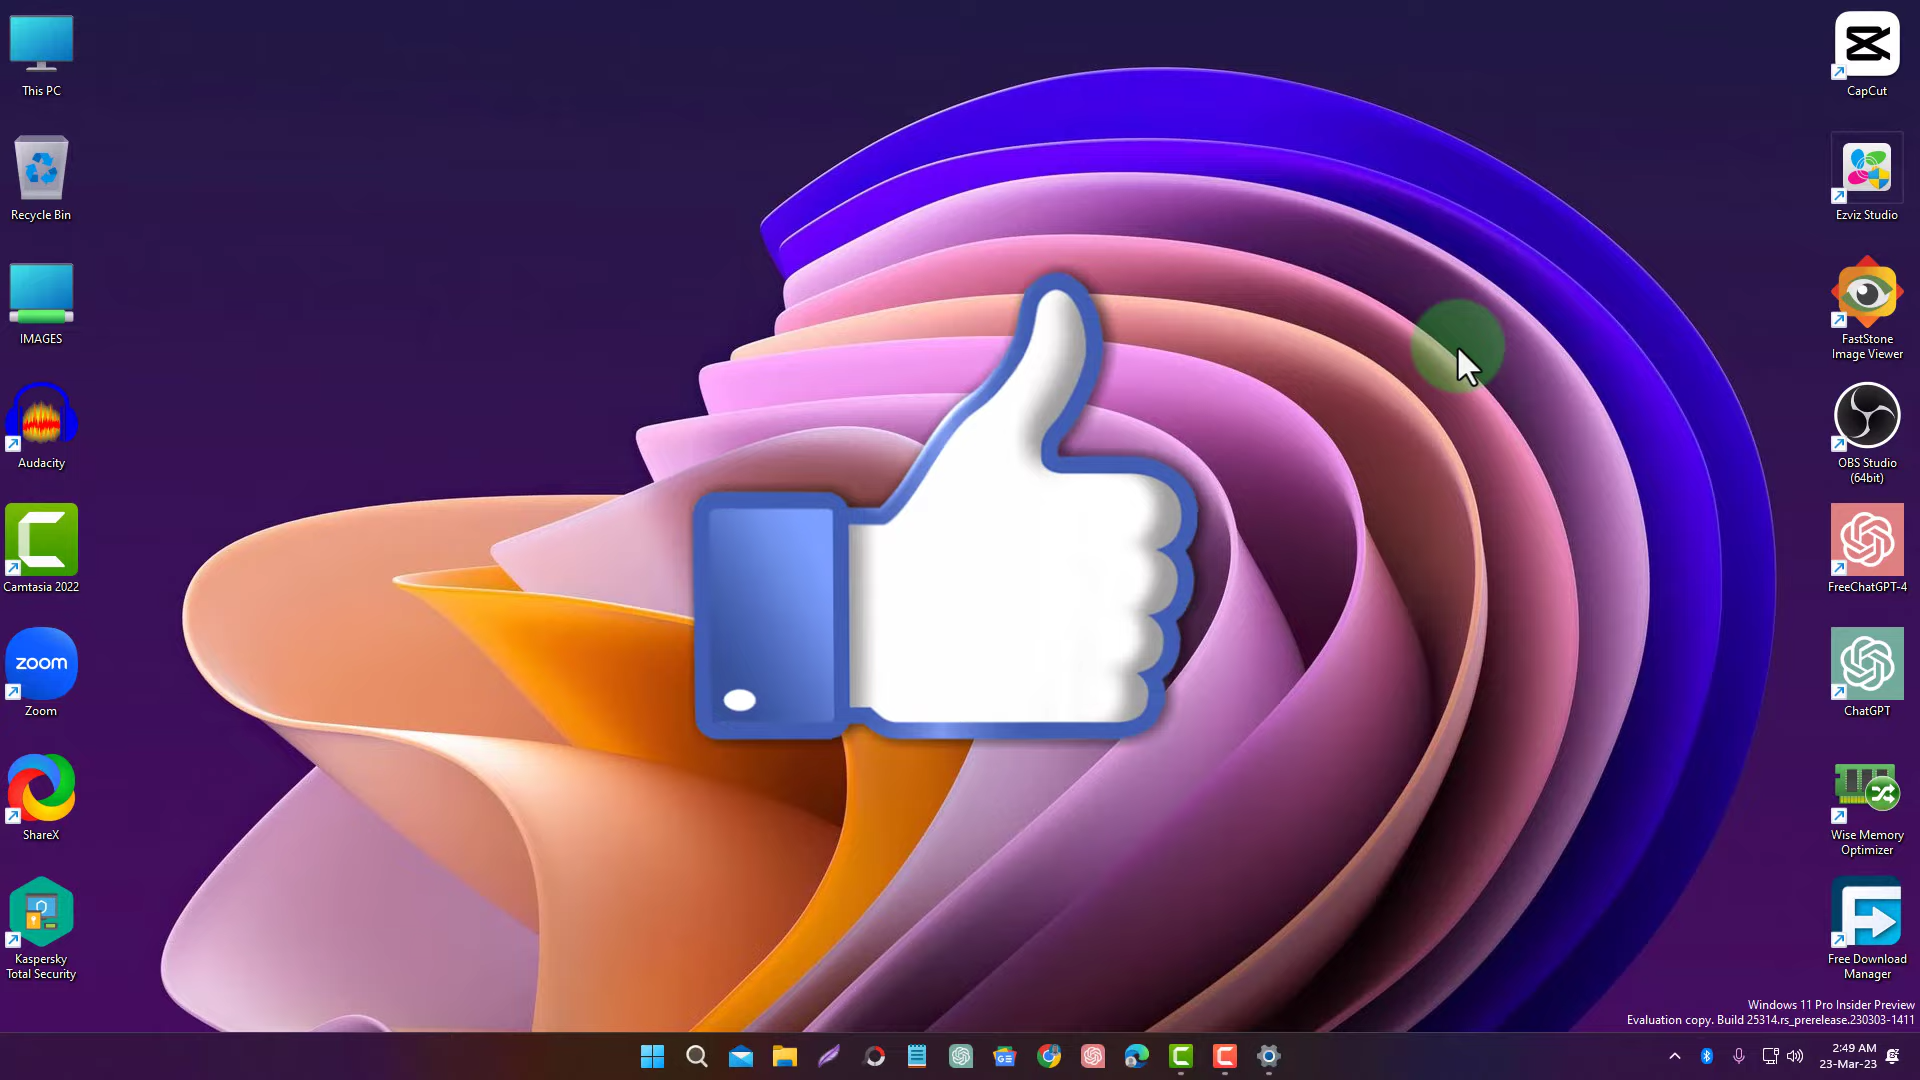 This PC
Recycle Bin
IMAGES
Audacity
Camtasia 2022
zoom
Zoom
ShareX
Kaspersky
Total Security
CapCut
Ezviz Studio
FastStone
Image Viewer
OBS Studio
(64bit)
FreeChatGPT-4
ChatGPT
Wise Memory
Optimizer
Free Download
Manager
Windows 11 Pro Insider Preview
Evaluation copy. Build 25314.rs_prerelease.230303-1411
GE
2:49 AM
23-Mar-23